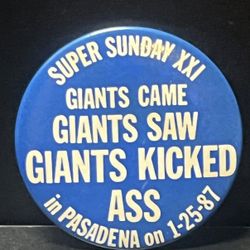 SUPER SUNDAY XXI
GIANTS CAME
GIANTS SAW
GIANTS KICKED
ASS
in PASADENA on 1-25-87